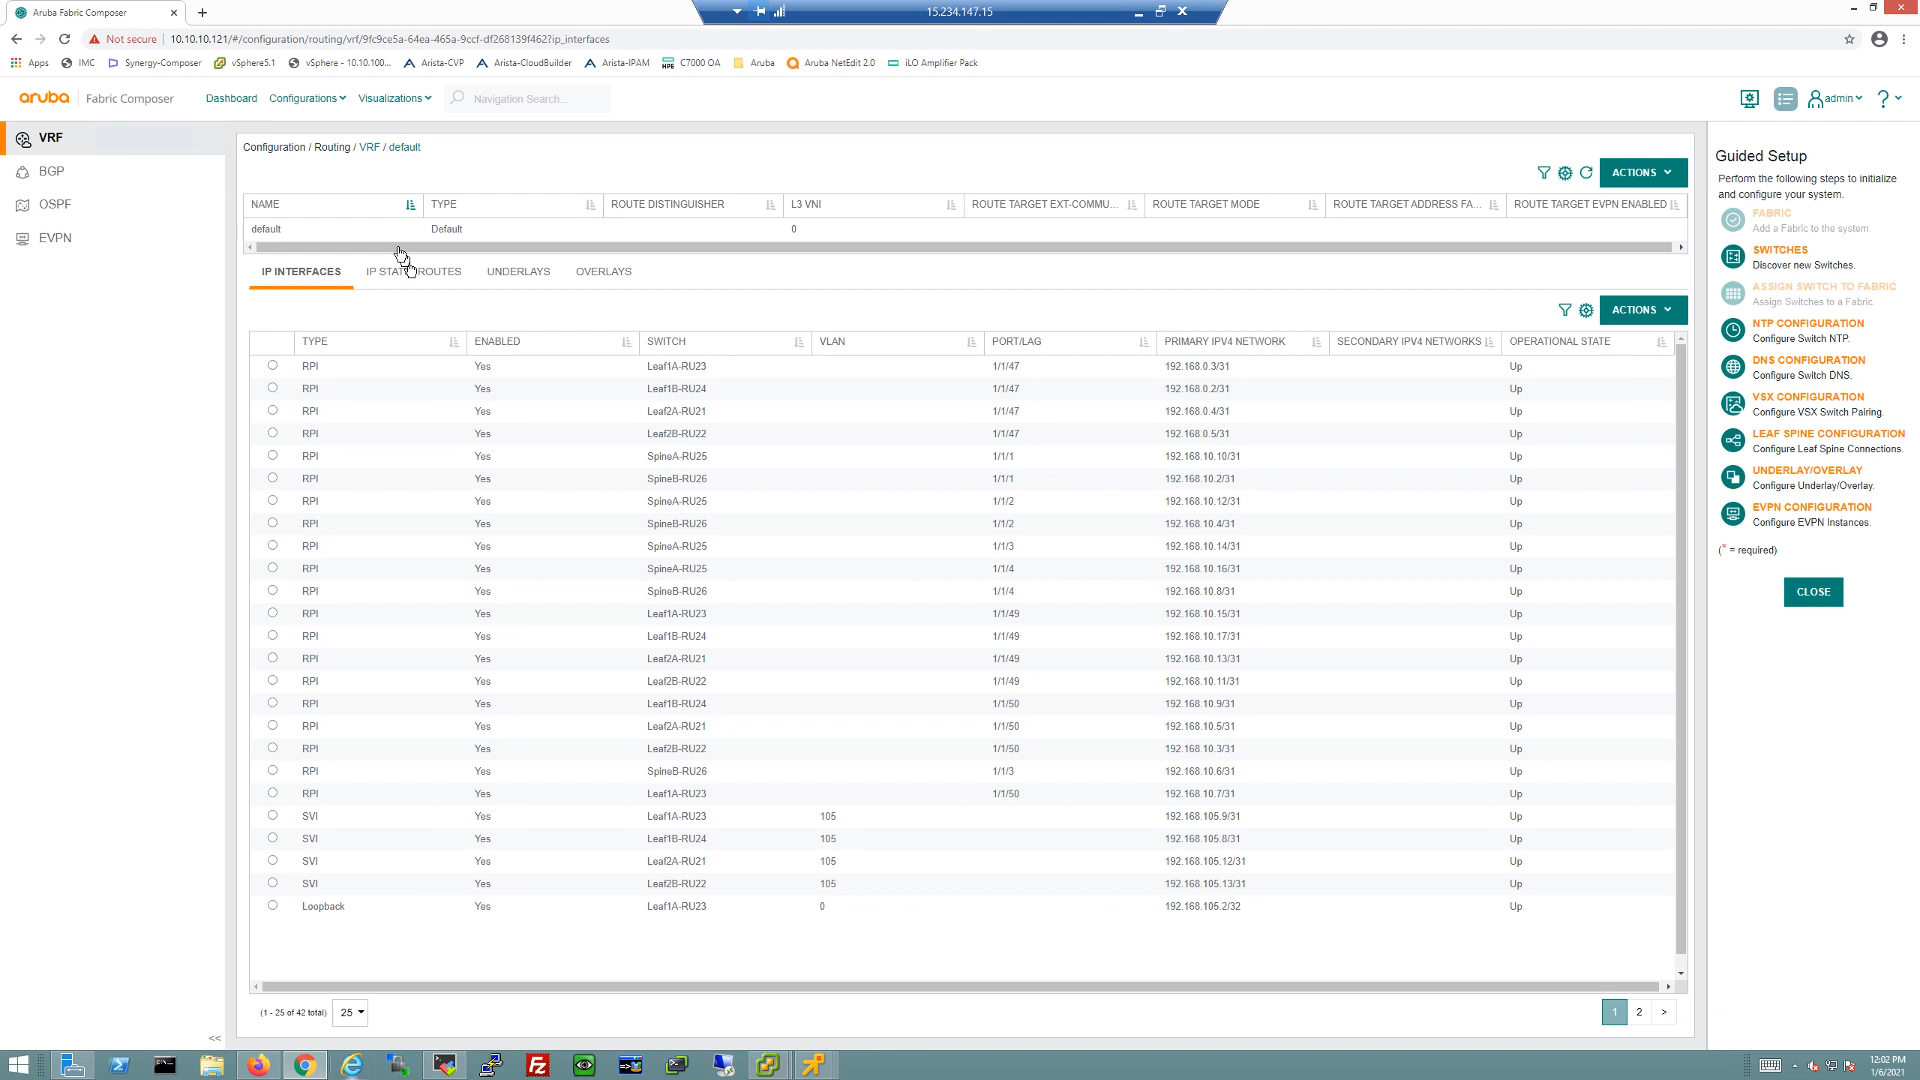 Aruba Fabric Composer
15.234.147.15
Not secure 10.10.10.121/#/configuration/routing/vrf/9fc9ce5a-64ea-465a-9ccf-df268139f462?ip_interfaces
Apps IMC Synergy-Composer vSphere5.1 vSphere - 10.10.100... Arista-CVP Arista-CloudBuilder Arista-IPAM C7000 OA Aruba Aruba NetEdit 2.0 iLO Amplifier Pack
aruba Fabric Composer Dashboard Configurations Visualizations Navigation Search... admin ?
VRF
BGP
OSPF
EVPN
<<
Configuration / Routing / VRF / default
ACTIONS
NAME TYPE ROUTE DISTINGUISHER L3 VNI ROUTE TARGET EXT-COMMU... ROUTE TARGET MODE ROUTE TARGET ADDRESS FA... ROUTE TARGET EVPN ENABLED
default Default 0
IP INTERFACES IP STATIC ROUTES UNDERLAYS OVERLAYS
ACTIONS
TYPE ENABLED SWITCH VLAN PORT/LAG PRIMARY IPV4 NETWORK SECONDARY IPV4 NETWORKS OPERATIONAL STATE
RPI Yes Leaf1A-RU23 1/1/47 192.168.0.3/31 Up
RPI Yes Leaf1B-RU24 1/1/47 192.168.0.2/31 Up
RPI Yes Leaf2A-RU21 1/1/47 192.168.0.4/31 Up
RPI Yes Leaf2B-RU22 1/1/47 192.168.0.5/31 Up
RPI Yes SpineA-RU25 1/1/1 192.168.10.10/31 Up
RPI Yes SpineB-RU26 1/1/1 192.168.10.2/31 Up
RPI Yes SpineA-RU25 1/1/2 192.168.10.12/31 Up
RPI Yes SpineB-RU26 1/1/2 192.168.10.4/31 Up
RPI Yes SpineA-RU25 1/1/3 192.168.10.14/31 Up
RPI Yes SpineA-RU25 1/1/4 192.168.10.16/31 Up
RPI Yes SpineB-RU26 1/1/4 192.168.10.8/31 Up
RPI Yes Leaf1A-RU23 1/1/49 192.168.10.15/31 Up
RPI Yes Leaf1B-RU24 1/1/49 192.168.10.17/31 Up
RPI Yes Leaf2A-RU21 1/1/49 192.168.10.13/31 Up
RPI Yes Leaf2B-RU22 1/1/49 192.168.10.11/31 Up
RPI Yes Leaf1B-RU24 1/1/50 192.168.10.9/31 Up
RPI Yes Leaf2A-RU21 1/1/50 192.168.10.5/31 Up
RPI Yes Leaf2B-RU22 1/1/50 192.168.10.3/31 Up
RPI Yes SpineB-RU26 1/1/3 192.168.10.6/31 Up
RPI Yes Leaf1A-RU23 1/1/50 192.168.10.7/31 Up
SVI Yes Leaf1A-RU23 105 192.168.105.9/31 Up
SVI Yes Leaf1B-RU24 105 192.168.105.8/31 Up
SVI Yes Leaf2A-RU21 105 192.168.105.12/31 Up
SVI Yes Leaf2B-RU22 105 192.168.105.13/31 Up
Loopback Yes Leaf1A-RU23 0 192.168.105.2/32 Up
(1 - 25 of 42 total) 25 1 2 >
Guided Setup
Perform the following steps to initialize
and configure your system.
FABRIC
Add a Fabric to the system.
SWITCHES
Discover new Switches.
ASSIGN SWITCH TO FABRIC
Assign Switches to a Fabric.
NTP CONFIGURATION
Configure Switch NTP.
DNS CONFIGURATION
Configure Switch DNS.
VSX CONFIGURATION
Configure VSX Switch Pairing.
LEAF SPINE CONFIGURATION
Configure Leaf Spine Connections.
UNDERLAY/OVERLAY
Configure Underlay/Overlay.
EVPN CONFIGURATION
Configure EVPN Instances.
(* = required)
CLOSE
12:02 PM
1/6/2021